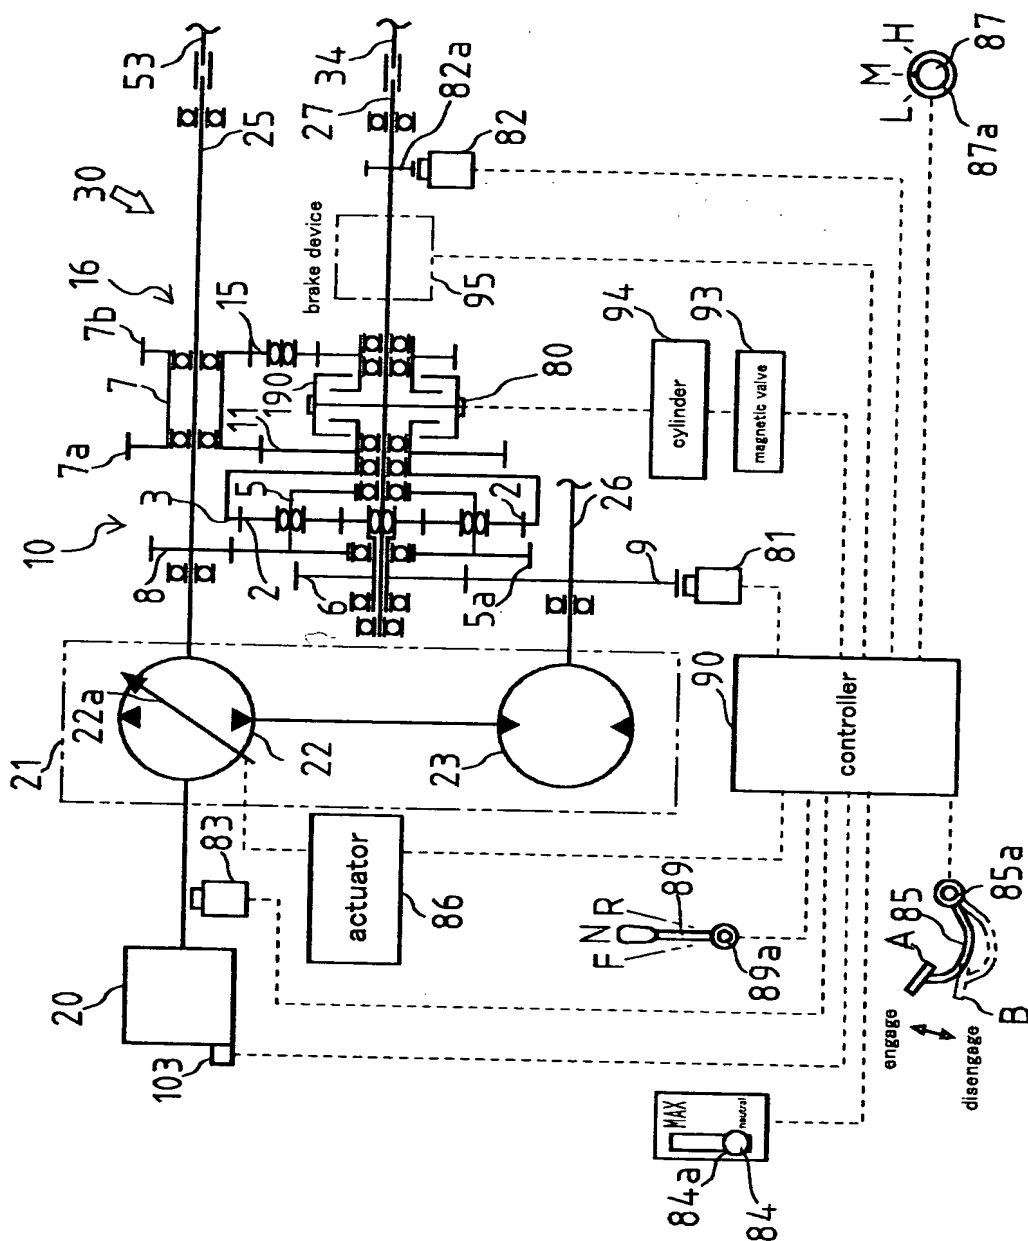 53
25
34
27
82a
82
H
M
L
87
87a
30
16
brake device
95
7b
15
7
190
80
94
cylinder
93
magnetic valve
7a
11
10
3
5
2
8
2
26
6
5a
9
81
21
22a
22
23
90
controller
83
actuator
86
20
103
F
N
R
89
89a
A
85
85a
B
engage
disengage
MAX
neutral
84a
84